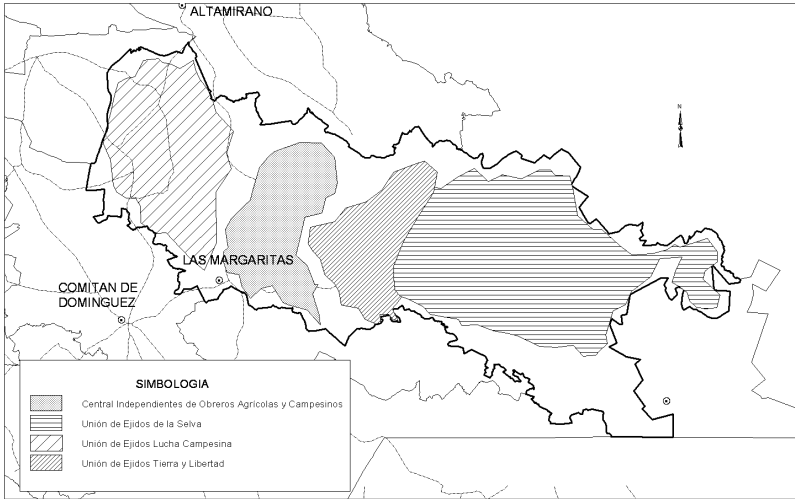 ALTAMIRANO
N
LAS MARGARITAS
COMITAN DE
DOMINGUEZ
SIMBOLOGIA
Central Independientes de Obreros Agrícolas y Campesinos
Unión de Ejidos de la Selva
Unión de Ejidos Lucha Campesina
Unión de Ejidos Tierra y Libertad